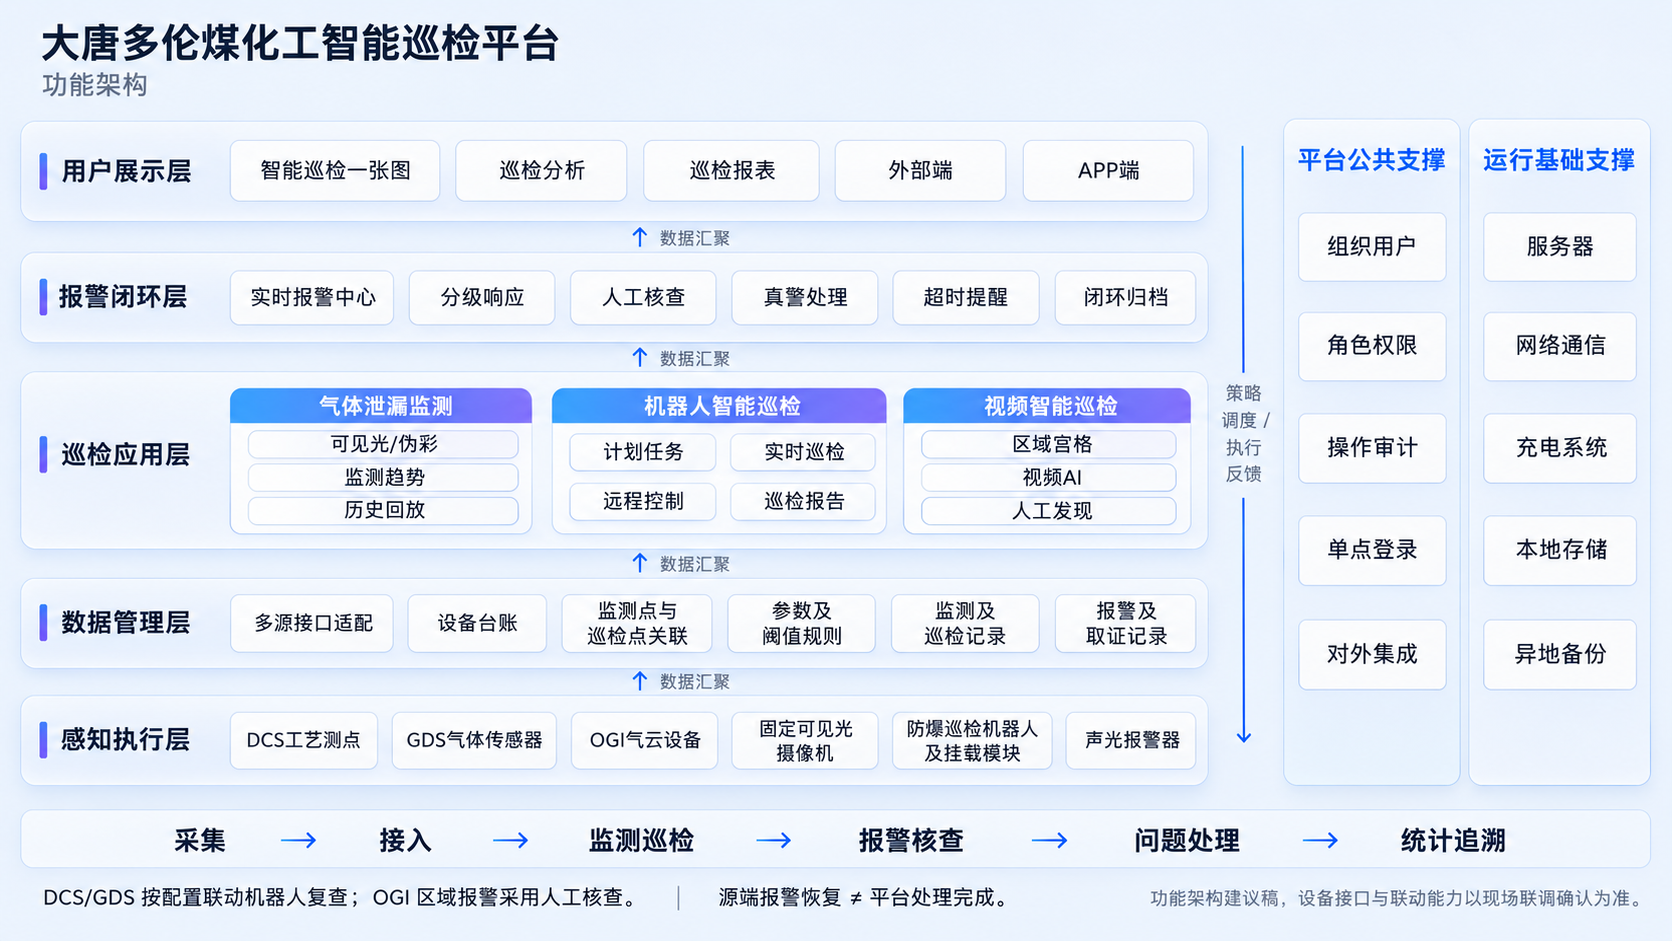 大唐多伦煤化工智能巡检平台
功能架构
用户展示层
智能巡检一张图
巡检分析
巡检报表
外部端
APP端
数据汇聚
报警闭环层
实时报警中心
分级响应
人工核查
真警处理
超时提醒
闭环归档
数据汇聚
巡检应用层
气体泄漏监测
可见光/伪彩
监测趋势
历史回放
机器人智能巡检
计划任务
实时巡检
远程控制
巡检报告
视频智能巡检
区域宫格
视频AI
人工发现
数据汇聚
数据管理层
多源接口适配
设备台账
监测点与
巡检点关联
参数及
阈值规则
监测及
巡检记录
报警及
取证记录
数据汇聚
感知执行层
DCS工艺测点
GDS气体传感器
OGI气云设备
固定可见光
摄像机
防爆巡检机器人
及挂载模块
声光报警器
策略
调度 /
执行
反馈
平台公共支撑
组织用户
角色权限
操作审计
单点登录
对外集成
运行基础支撑
服务器
网络通信
充电系统
本地存储
异地备份
采集 → 接入 → 监测巡检 → 报警核查 → 问题处理 → 统计追溯
DCS/GDS 按配置联动机器人复查；OGI 区域报警采用人工核查。 | 源端报警恢复 ≠ 平台处理完成。
功能架构建议稿，设备接口与联动能力以现场联调确认为准。